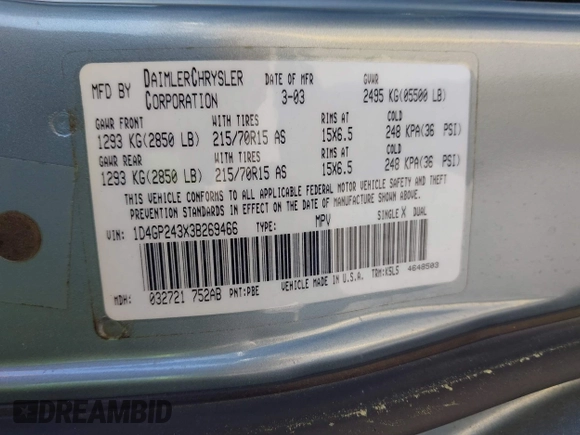 MFD BY DAIMLERCHRYSLER CORPORATION DATE OF MFR 3-03 GVWR 2495 KG(05500 LB)
GAWR FRONT WITH TIRES RIMS AT COLD
1293 KG(2850 LB) 215/70R15 AS 15X6.5 248 KPA(36 PSI)
GAWR REAR WITH TIRES RIMS AT COLD
1293 KG(2850 LB) 215/70R15 AS 15X6.5 248 KPA(36 PSI)
THIS VEHICLE CONFORMS TO ALL APPLICABLE FEDERAL MOTOR VEHICLE SAFETY AND THEFT
PREVENTION STANDARDS IN EFFECT ON THE DATE OF MANUFACTURE SHOWN ABOVE.
VIN: 1D4GP243X3B269466 TYPE: MPV SINGLE X DUAL
MDH: 032721 752AB PNT:PBE VEHICLE MADE IN U.S.A. TRM:K5L5 4648503
DREAMBID